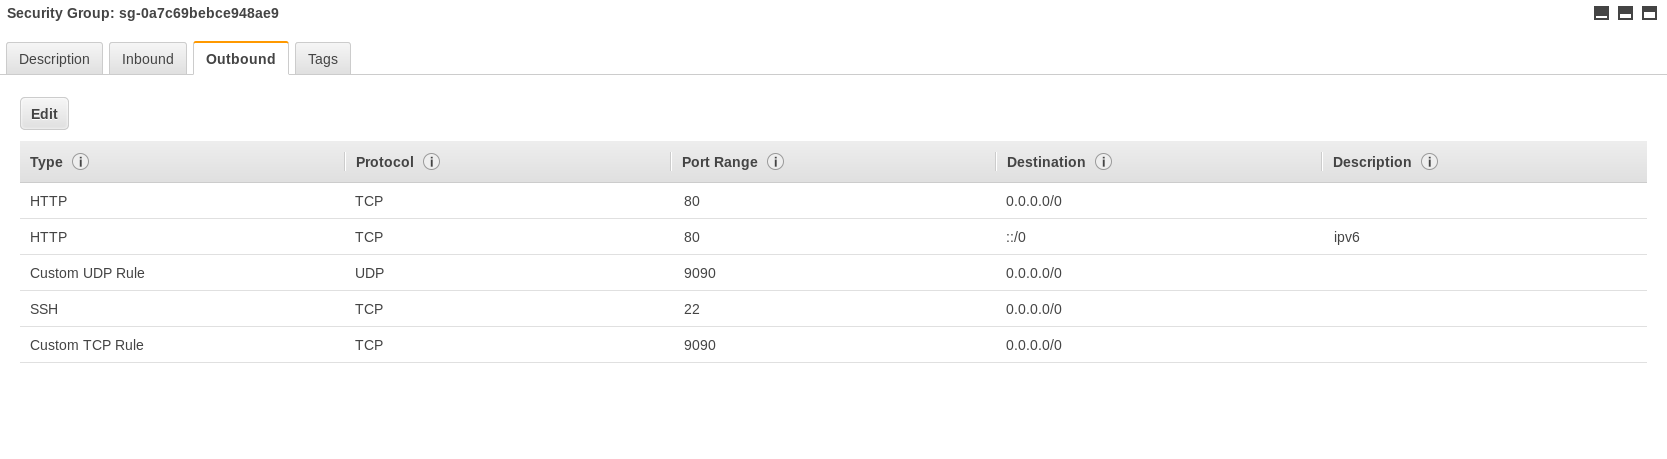 Security Group: sg-0a7c69bebce948ae9
Description Inbound Outbound Tags
Edit
Type Protocol Port Range Destination Description
HTTP TCP 80 0.0.0.0/0
HTTP TCP 80 ::/0 ipv6
Custom UDP Rule UDP 9090 0.0.0.0/0
SSH TCP 22 0.0.0.0/0
Custom TCP Rule TCP 9090 0.0.0.0/0